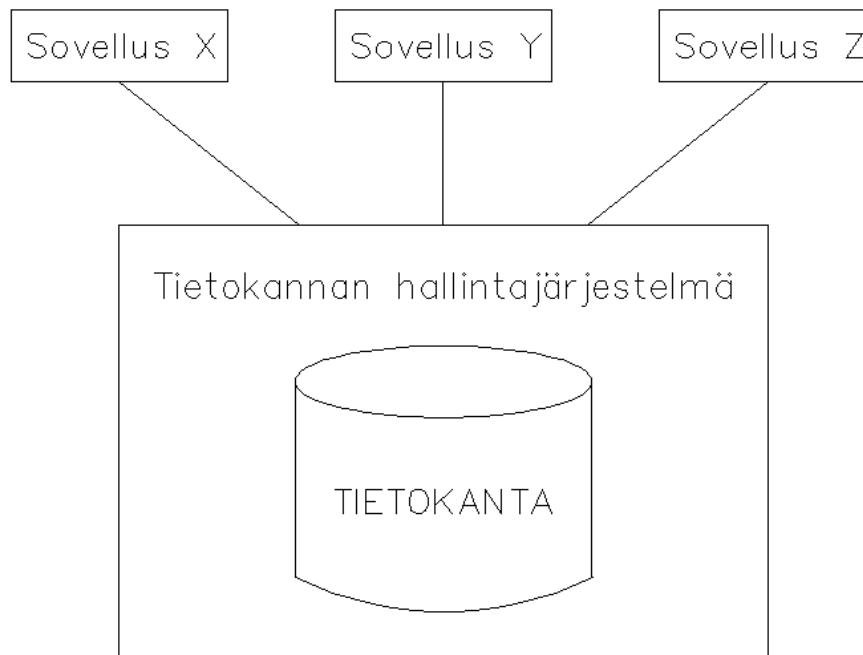 Sovellus X
Sovellus Y
Sovellus Z
Tietokannan hallintajärjestelmä
TIETOKANTA